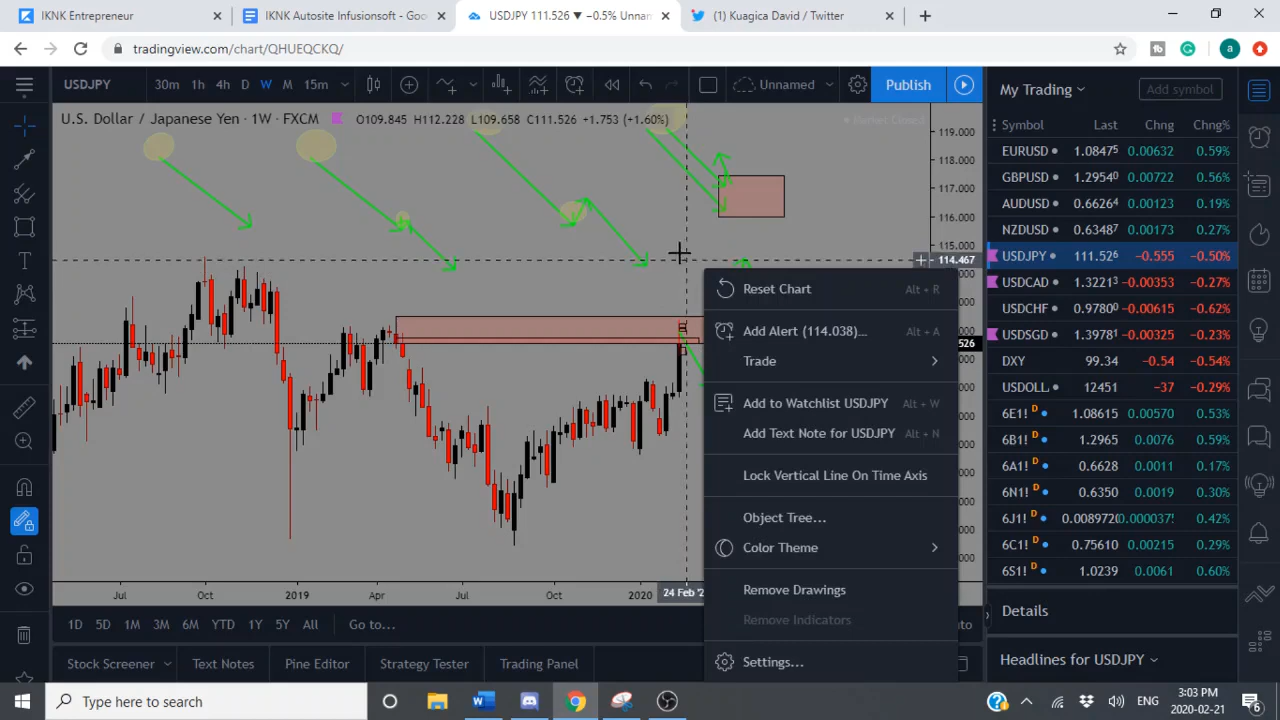 IKNK Entrepreneur
IKNK Autosite Infusionsoft - Goo
USDJPY 111.526 ▼ −0.5% Unnam
(1) Kuagica David / Twitter
tradingview.com/chart/QHUEQCKQ/
a
USDJPY 30m 1h 4h D W M 15m Unnamed Publish
My Trading Add symbol
U.S. Dollar / Japanese Yen · 1W · FXCM O109.845 H112.228 L109.658 C111.526 +1.753 (+1.60%)
Market Closed
Symbol Last Chng Chng%
EURUSD 1.08475 0.00632 0.59%
GBPUSD 1.29540 0.00722 0.56%
AUDUSD 0.66264 0.00123 0.19%
NZDUSD 0.63487 0.00173 0.27%
USDJPY 111.526 −0.555 −0.50%
USDCAD 1.32213 −0.00353 −0.27%
USDCHF 0.97800 −0.00615 −0.62%
USDSGD 1.39780 −0.00325 −0.23%
DXY 99.34 −0.54 −0.54%
USDOLL 12451 −37 −0.29%
6E1! D 1.08615 0.00570 0.53%
6B1! D 1.2965 0.0076 0.59%
6A1! D 0.6628 0.0011 0.17%
6N1! D 0.6350 0.0019 0.30%
6J1! D 0.008972( 0.000037! 0.42%
6C1! D 0.75610 0.00215 0.29%
6S1! D 1.0239 0.0061 0.60%
Details
Headlines for USDJPY
119.000
118.000
117.000
116.000
115.000
114.467
526
Reset Chart Alt + R
Add Alert (114.038)... Alt + A
Trade
Add to Watchlist USDJPY Alt + W
Add Text Note for USDJPY Alt + N
Lock Vertical Line On Time Axis
Object Tree...
Color Theme
Remove Drawings
Remove Indicators
Settings...
Jul Oct 2019 Apr Jul Oct 2020 24 Feb '2
1D 5D 1M 3M 6M YTD 1Y 5Y All Go to...
uto
Stock Screener Text Notes Pine Editor Strategy Tester Trading Panel
Type here to search
ENG
3:03 PM
2020-02-21
6